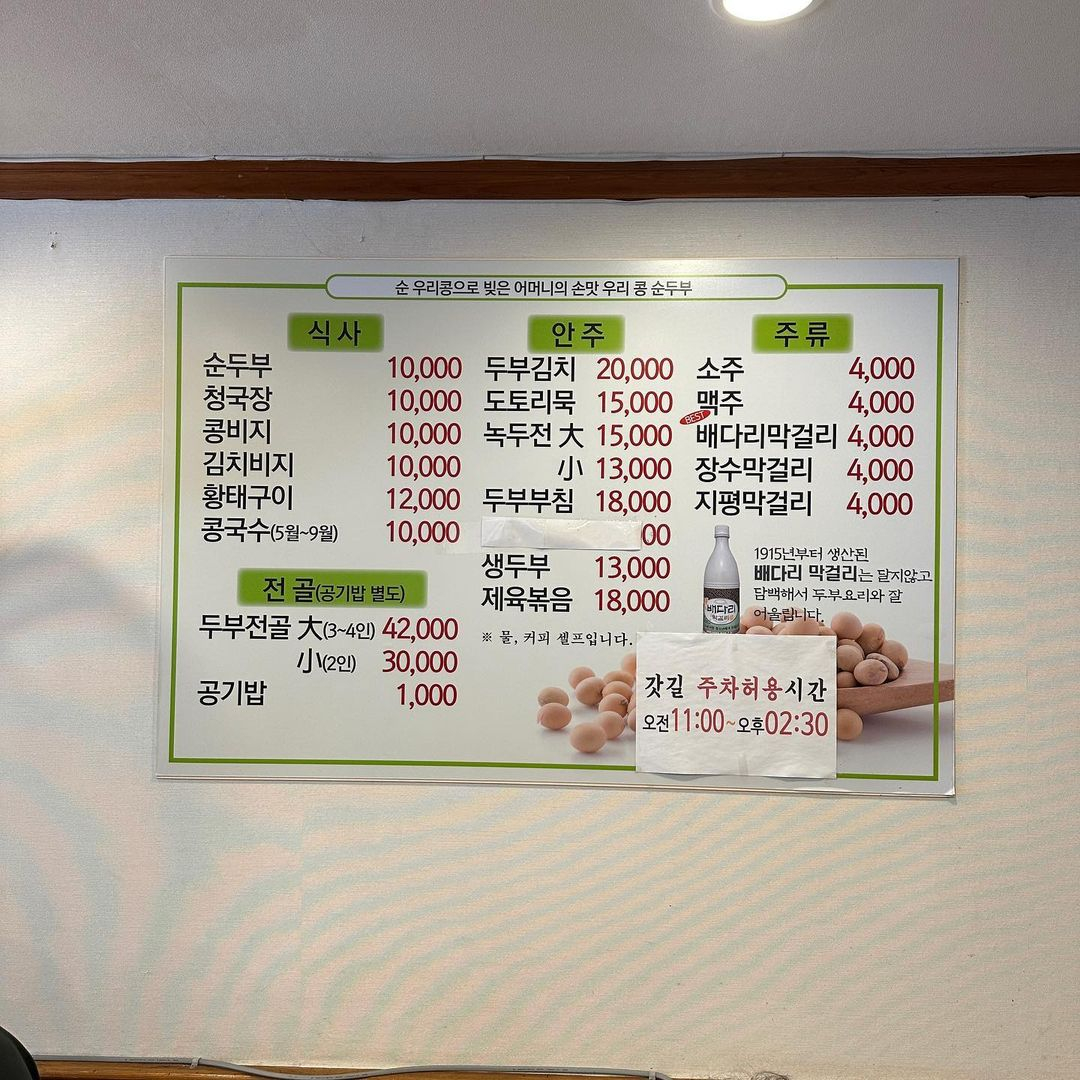 순 우리콩으로 빚은 어머니의 손맛 우리 콩 순두부
식사
순두부 10,000
청국장 10,000
콩비지 10,000
김치비지 10,000
황태구이 12,000
콩국수(5월~9월) 10,000
전골(공기밥 별도)
두부전골 大(3~4인) 42,000
小(2인) 30,000
공기밥 1,000
안주
두부김치 20,000
도토리묵 15,000
녹두전 大 15,000
小 13,000
두부부침 18,000
00
생두부 13,000
제육볶음 18,000
※ 물, 커피 셀프입니다.
주류
소주 4,000
맥주 4,000
BEST
배다리막걸리 4,000
장수막걸리 4,000
지평막걸리 4,000
1915년부터 생산된
배다리 막걸리는 달지않고
담백해서 두부요리와 잘
어울립니다.
배다리
갓길 주차허용시간
오전11:00~오후02:30